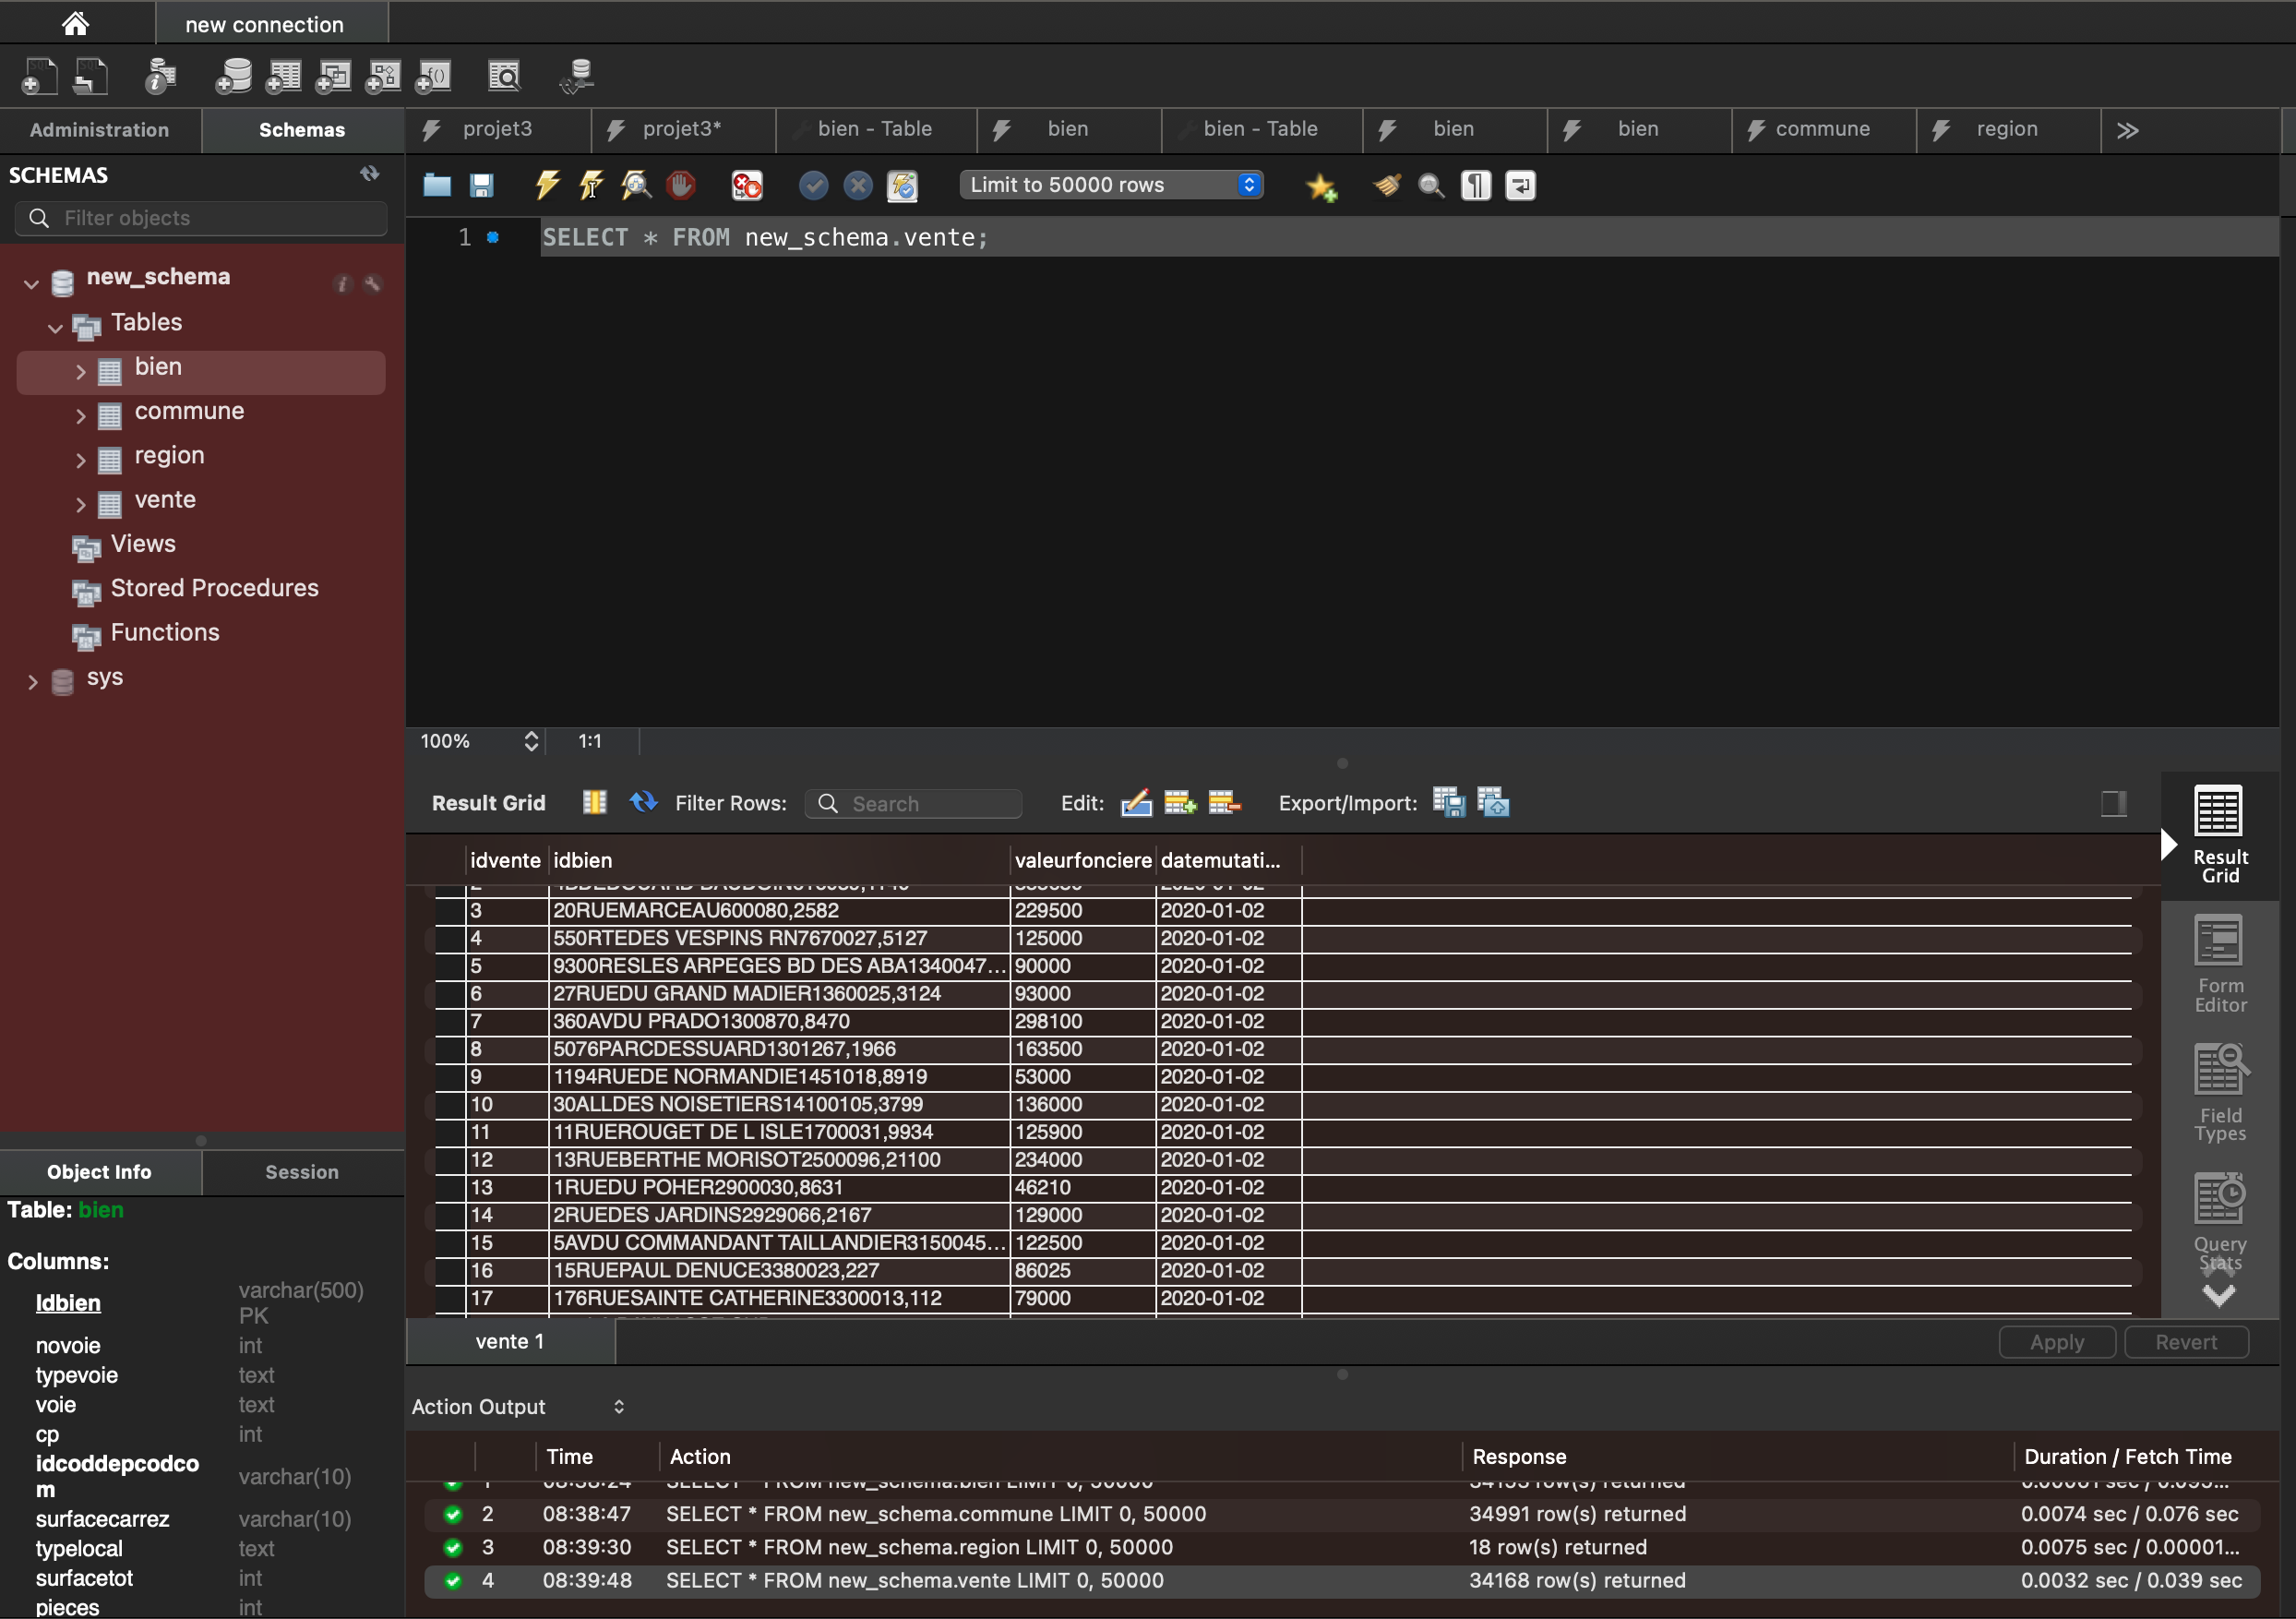 new connection
Administration
Schemas
projet3
projet3*
bien - Table
bien
bien - Table
bien
bien
commune
region
SCHEMAS
Filter objects
Limit to 50000 rows
1
SELECT * FROM new_schema.vente;
new_schema
Tables
bien
commune
region
vente
Views
Stored Procedures
Functions
sys
100%
1:1
Result Grid
Filter Rows:
Search
Edit:
Export/Import:
Result Grid
Form Editor
Field Types
Query Stats
idvente idbien valeurfonciere datemutati...
3 20RUEMARCEAU600080,2582 229500 2020-01-02
4 550RTEDES VESPINS RN7670027,5127 125000 2020-01-02
5 9300RESLES ARPEGES BD DES ABA1340047... 90000 2020-01-02
6 27RUEDU GRAND MADIER1360025,3124 93000 2020-01-02
7 360AVDU PRADO1300870,8470 298100 2020-01-02
8 5076PARCDESSUARD1301267,1966 163500 2020-01-02
9 1194RUEDE NORMANDIE1451018,8919 53000 2020-01-02
10 30ALLDES NOISETIERS14100105,3799 136000 2020-01-02
11 11RUEROUGET DE L ISLE1700031,9934 125900 2020-01-02
12 13RUEBERTHE MORISOT2500096,21100 234000 2020-01-02
13 1RUEDU POHER2900030,8631 46210 2020-01-02
14 2RUEDES JARDINS2929066,2167 129000 2020-01-02
15 5AVDU COMMANDANT TAILLANDIER3150045... 122500 2020-01-02
16 15RUEPAUL DENUCE3380023,227 86025 2020-01-02
17 176RUESAINTE CATHERINE3300013,112 79000 2020-01-02
vente 1
Apply
Revert
Object Info
Session
Table: bien
Columns:
Idbien varchar(500) PK
novoie int
typevoie text
voie text
cp int
idcoddepcodcom varchar(10)
surfacecarrez varchar(10)
typelocal text
surfacetot int
pieces int
Action Output
Time Action Response Duration / Fetch Time
2 08:38:47 SELECT * FROM new_schema.commune LIMIT 0, 50000 34991 row(s) returned 0.0074 sec / 0.076 sec
3 08:39:30 SELECT * FROM new_schema.region LIMIT 0, 50000 18 row(s) returned 0.0075 sec / 0.00001...
4 08:39:48 SELECT * FROM new_schema.vente LIMIT 0, 50000 34168 row(s) returned 0.0032 sec / 0.039 sec